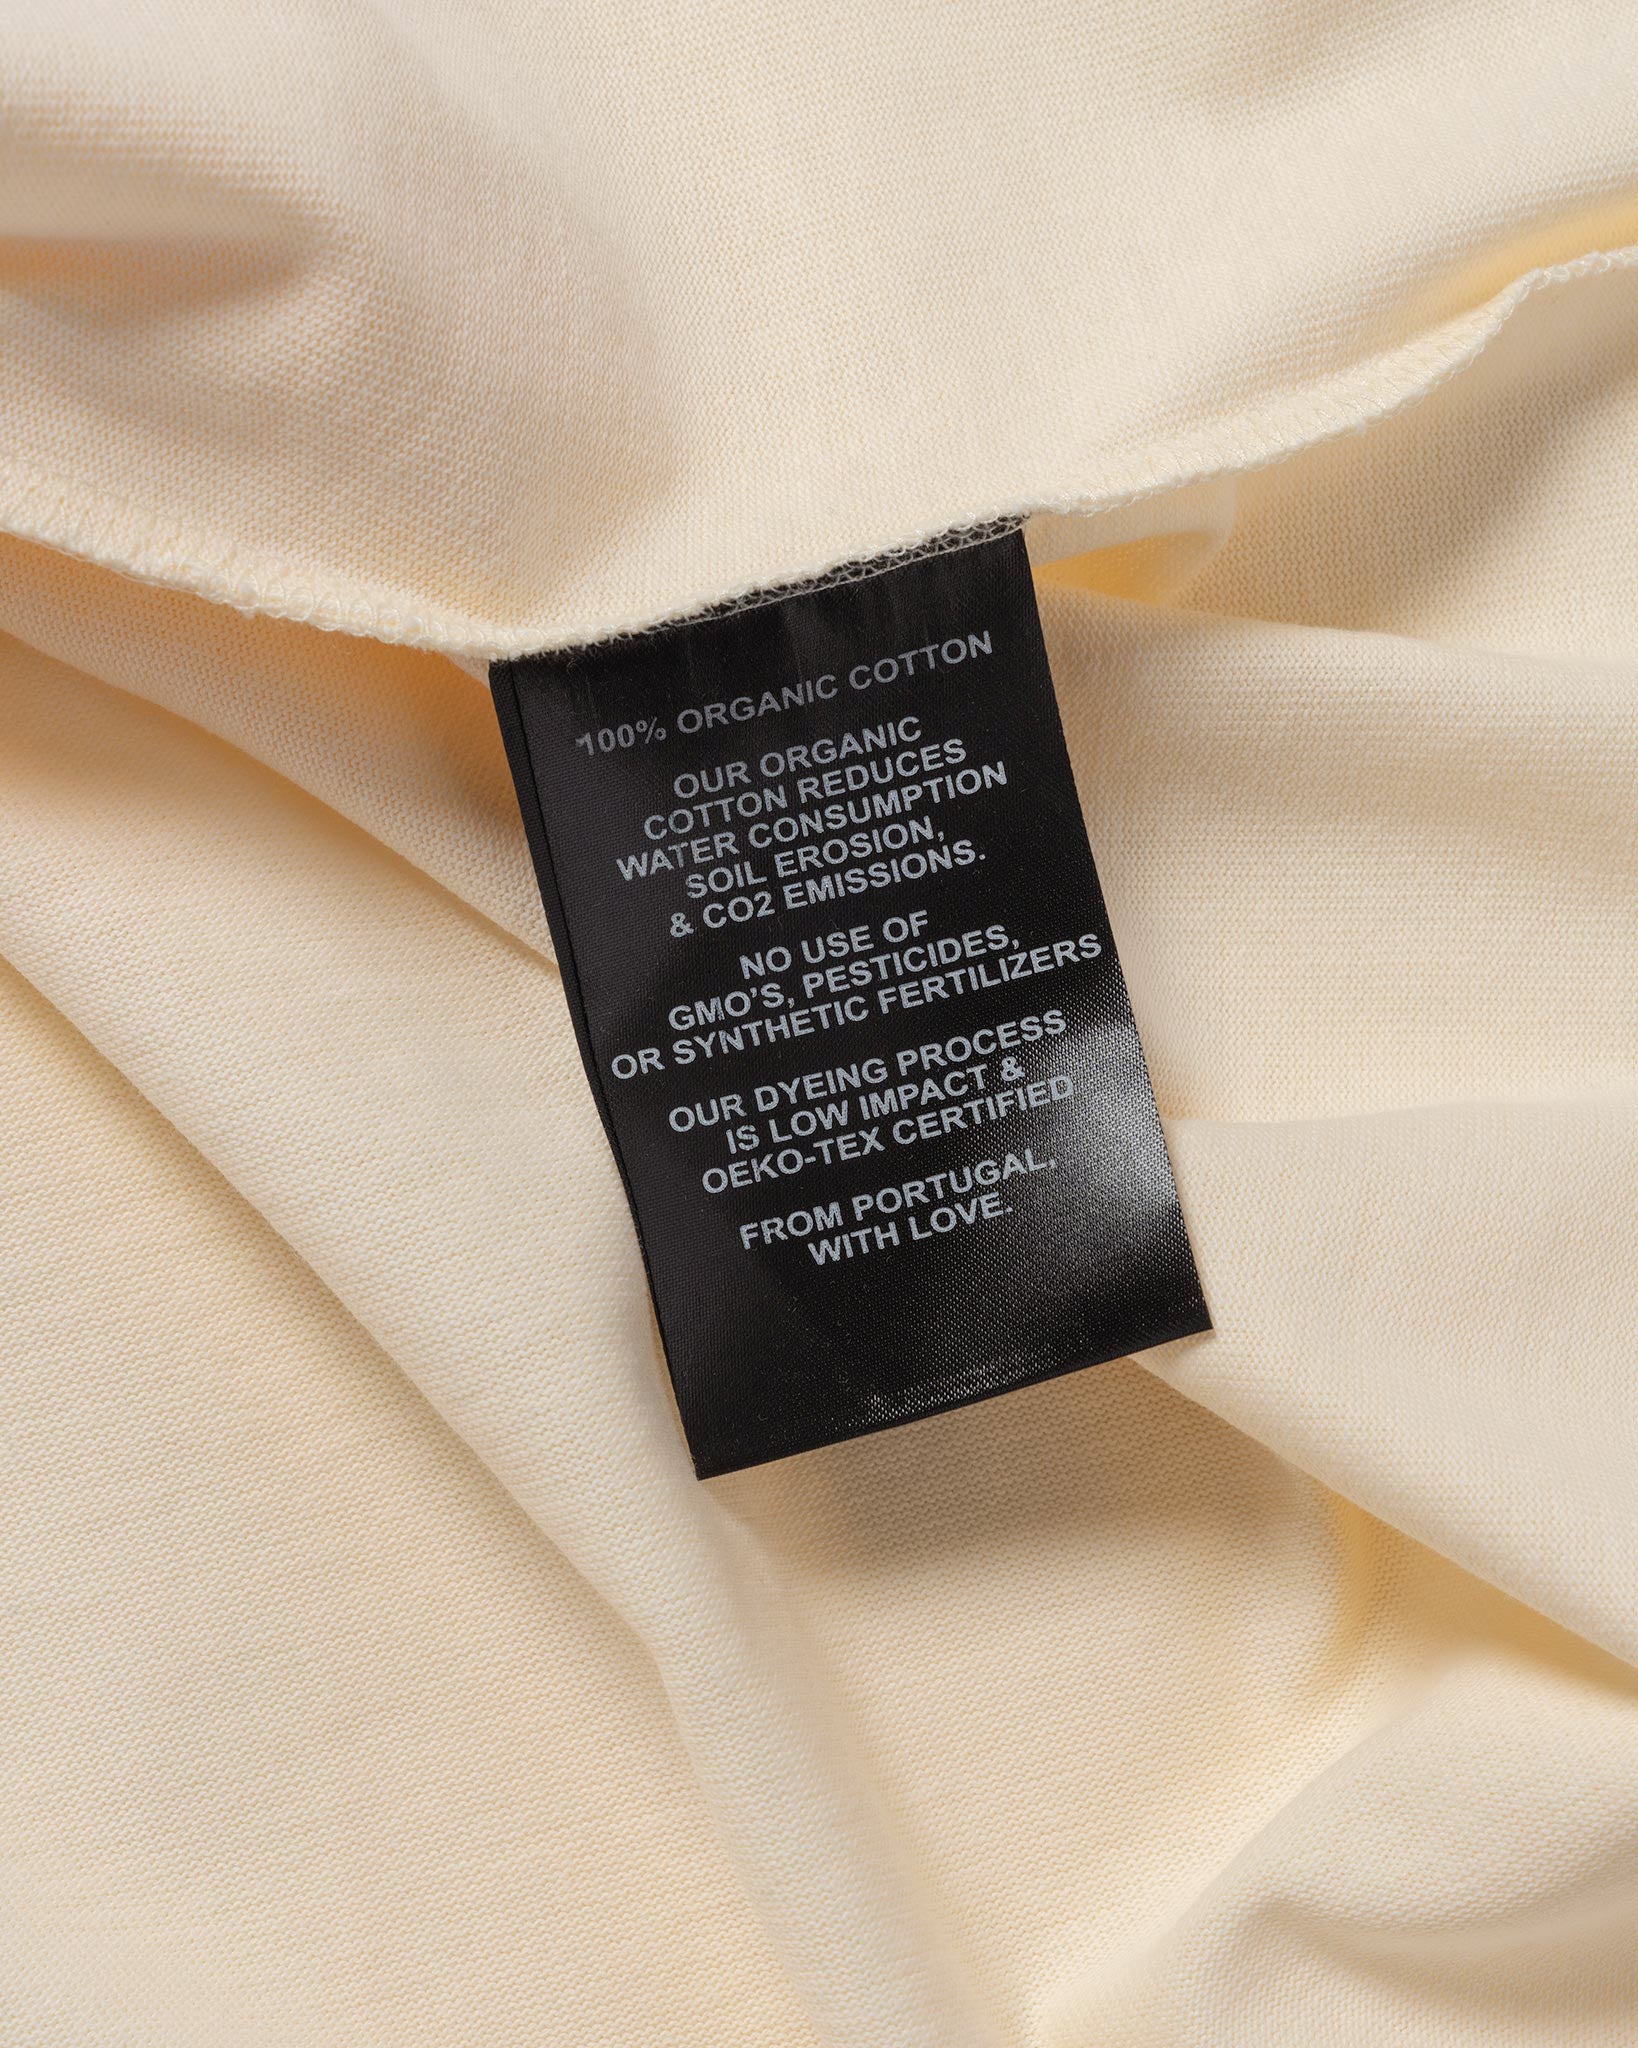 100% ORGANIC COTTON
OUR ORGANIC
COTTON REDUCES
WATER CONSUMPTION
SOIL EROSION,
& CO2 EMISSIONS.
NO USE OF
GMO'S, PESTICIDES,
OR SYNTHETIC FERTILIZERS
OUR DYEING PROCESS
IS LOW IMPACT &
OEKO-TEX CERTIFIED
FROM PORTUGAL,
WITH LOVE.